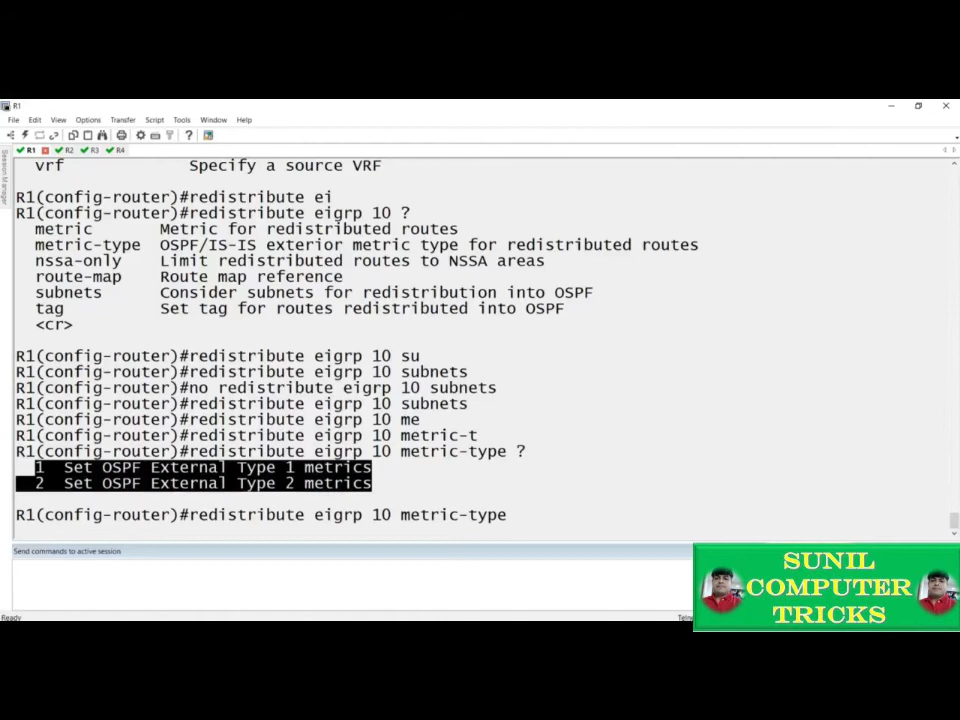 R1
File Edit View Options Transfer Script Tools Window Help
R1 R2 R3 R4
Session Manager
vrf Specify a source VRF
R1(config-router)#redistribute ei
R1(config-router)#redistribute eigrp 10 ?
metric Metric for redistributed routes
metric-type OSPF/IS-IS exterior metric type for redistributed routes
nssa-only Limit redistributed routes to NSSA areas
route-map Route map reference
subnets Consider subnets for redistribution into OSPF
tag Set tag for routes redistributed into OSPF
<cr>
R1(config-router)#redistribute eigrp 10 su
R1(config-router)#redistribute eigrp 10 subnets
R1(config-router)#no redistribute eigrp 10 subnets
R1(config-router)#redistribute eigrp 10 subnets
R1(config-router)#redistribute eigrp 10 me
R1(config-router)#redistribute eigrp 10 metric-t
R1(config-router)#redistribute eigrp 10 metric-type ?
1 Set OSPF External Type 1 metrics
2 Set OSPF External Type 2 metrics
R1(config-router)#redistribute eigrp 10 metric-type
Send commands to active session
Ready
SUNIL
COMPUTER
TRICKS